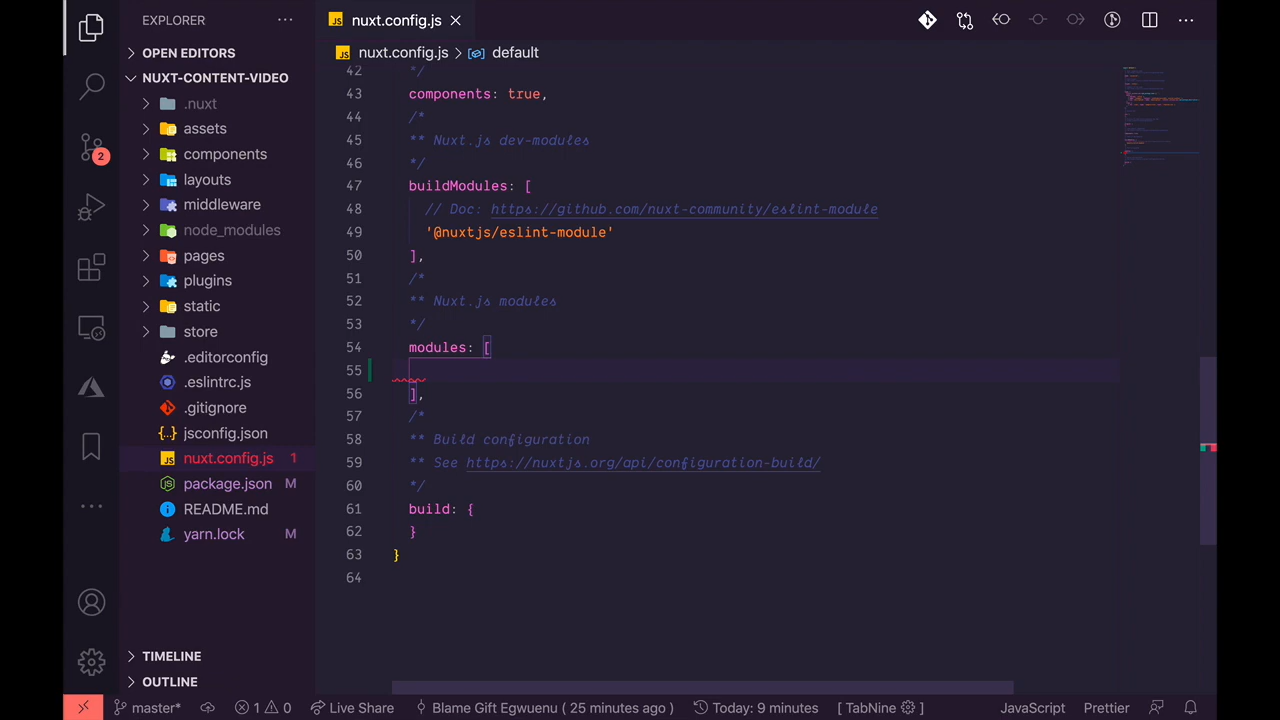 EXPLORER
nuxt.config.js
OPEN EDITORS
nuxt.config.js > default
NUXT-CONTENT-VIDEO
.nuxt
assets
components
layouts
middleware
node_modules
pages
plugins
static
store
.editorconfig
.eslintrc.js
.gitignore
jsconfig.json
nuxt.config.js 1
package.json M
README.md
yarn.lock M
TIMELINE
OUTLINE
2
42 */
43 components: true,
44 /*
45 ** Nuxt.js dev-modules
46 */
47 buildModules: [
48 // Doc: https://github.com/nuxt-community/eslint-module
49 '@nuxtjs/eslint-module'
50 ],
51 /*
52 ** Nuxt.js modules
53 */
54 modules: [
55
56 ],
57 /*
58 ** Build configuration
59 ** See https://nuxtjs.org/api/configuration-build/
60 */
61 build: {
62 }
63 }
64
master* 1 0 Live Share Blame Gift Egwuenu ( 25 minutes ago ) Today: 9 minutes [ TabNine ] JavaScript Prettier